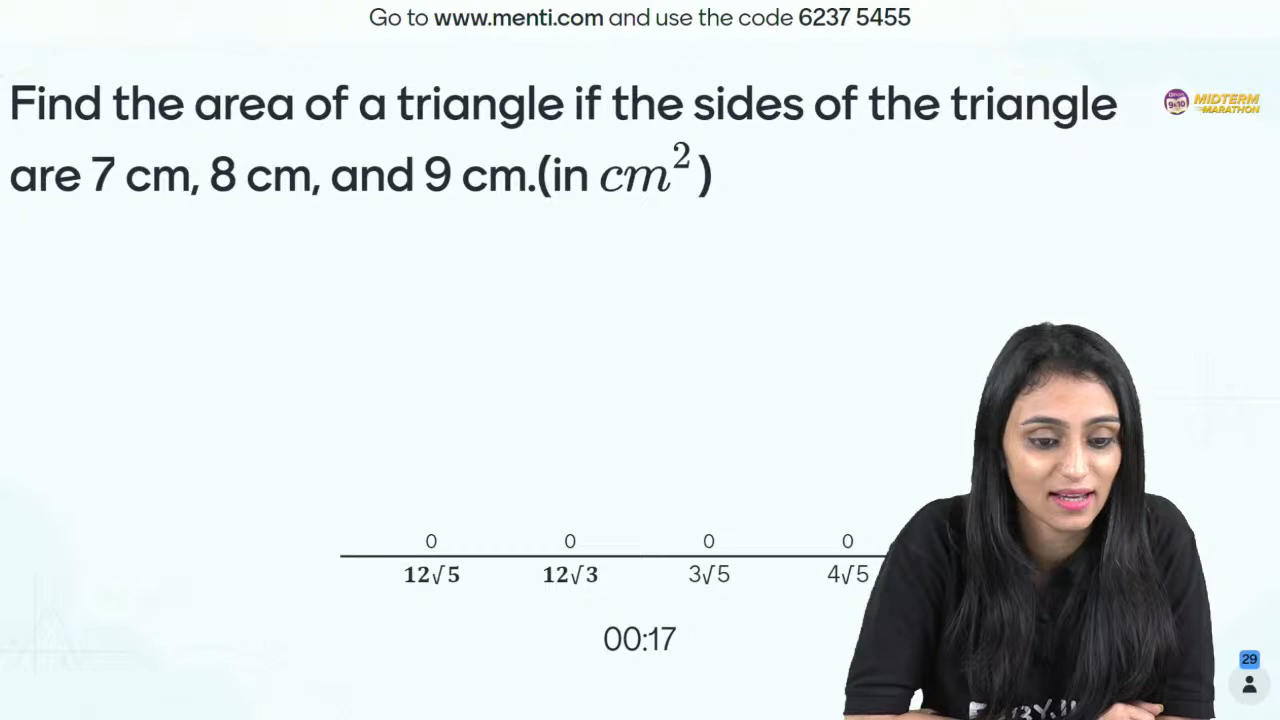 Go to www.menti.com and use the code 6237 5455
Find the area of a triangle if the sides of the triangle
are 7 cm, 8 cm, and 9 cm.(in cm²)
9&10
MIDTERM
MARATHON
0 0 0 0
12√5 12√3 3√5 4√5
00:17
29